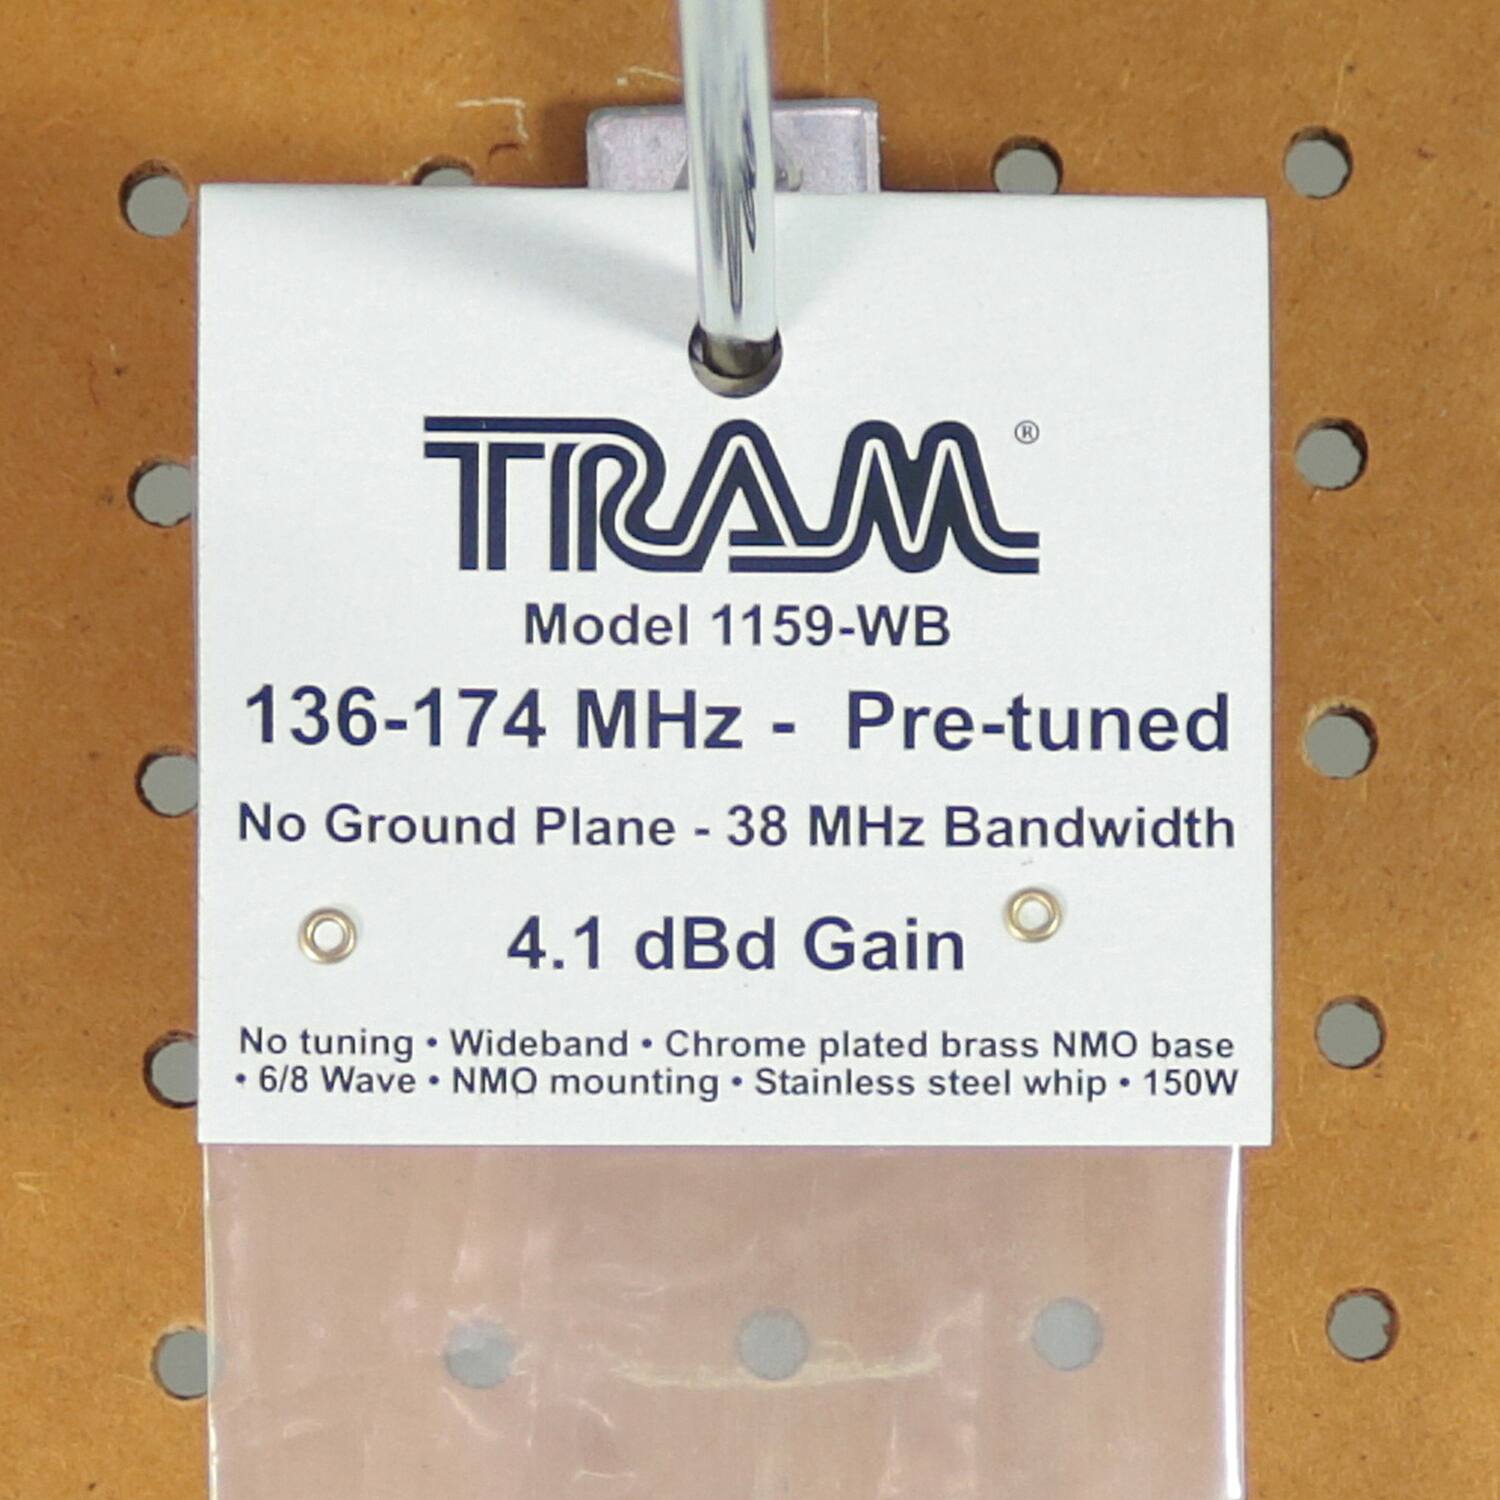 TRAM®
Model 1159-WB
136-174 MHz - Pre-tuned
No Ground Plane - 38 MHz Bandwidth
4.1 dBd Gain
No tuning • Wideband • Chrome plated brass NMO base
• 6/8 Wave • NMO mounting • Stainless steel whip • 150W